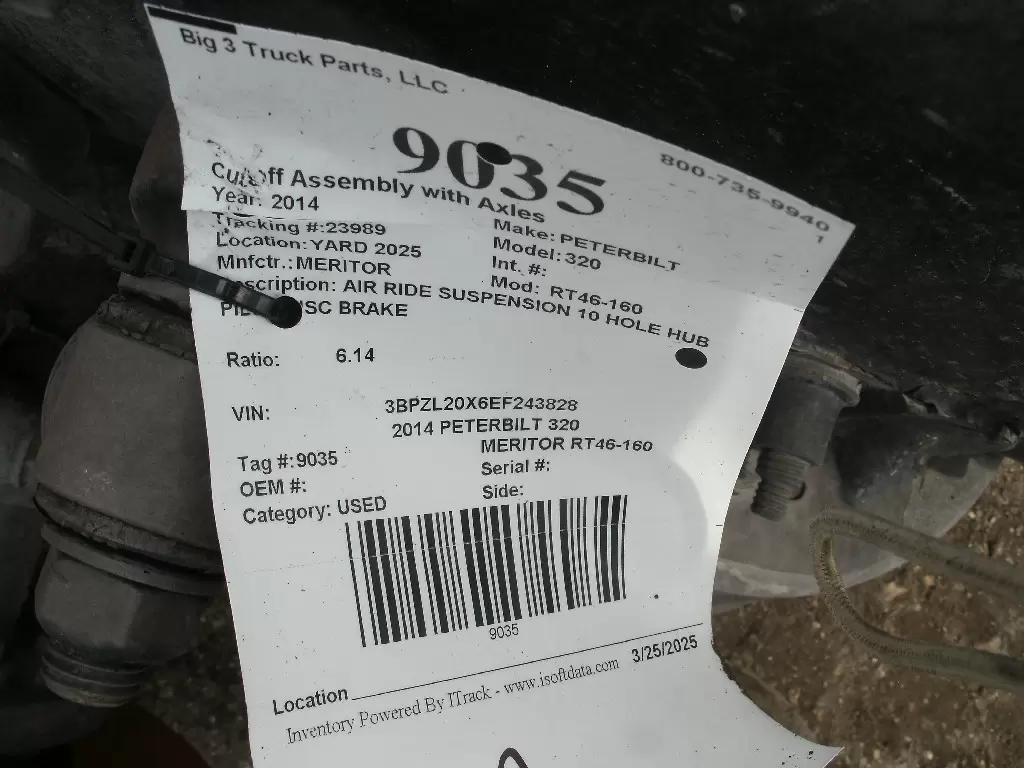 Big 3 Truck Parts, LLC
800-735-9940
9035
1
Cutoff Assembly with Axles
Year: 2014
Make: PETERBILT
Tracking #:23989
Model: 320
Location: YARD 2025
Int. #:
Mnfctr.: MERITOR
Mod: RT46-160
scription: AIR RIDE SUSPENSION 10 HOLE HUB
SC BRAKE
Ratio: 6.14
VIN: 3BPZL20X6EF243828
2014 PETERBILT 320
MERITOR RT46-160
Tag #:9035
Serial #:
OEM #:
Side:
Category: USED
9035
Location
3/25/2025
Inventory Powered By ITrack - www.isoftdata.com